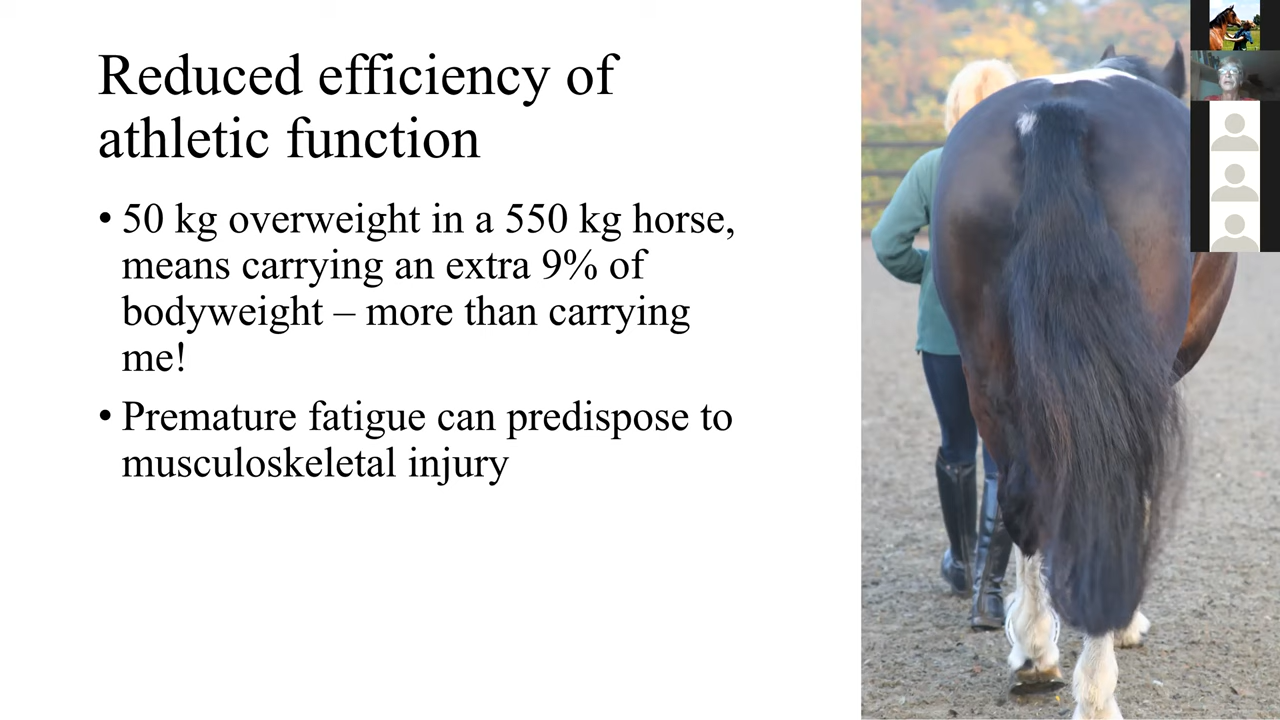 Reduced efficiency of
athletic function
• 50 kg overweight in a 550 kg horse,
means carrying an extra 9% of
bodyweight – more than carrying
me!
• Premature fatigue can predispose to
musculoskeletal injury